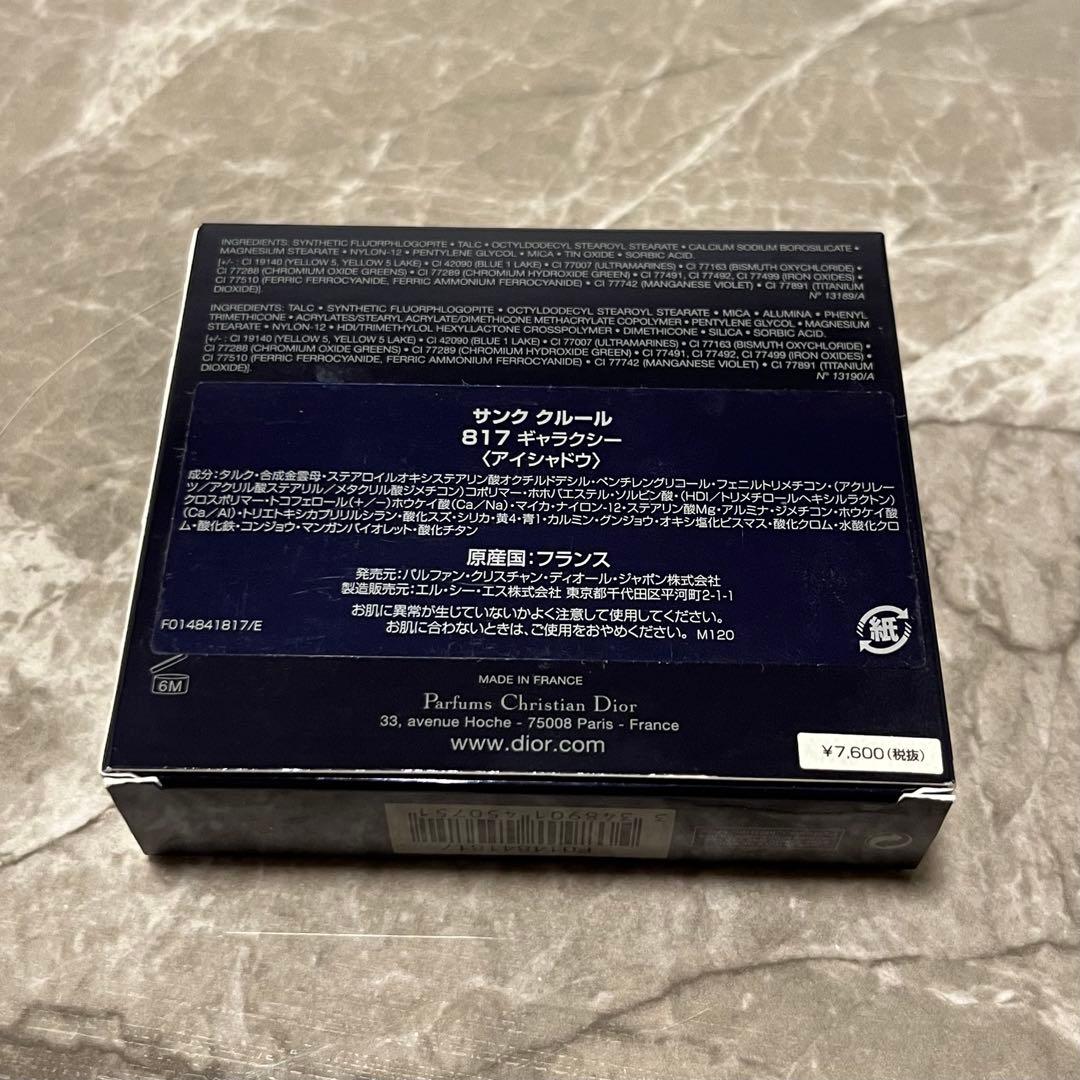 INGREDIENTS: SYNTHETIC FLUORPHLOGOPITE • TALC • OCTYLDODECYL STEAROYL STEARATE • CALCIUM SODIUM BOROSILICATE •
MAGNESIUM STEARATE • NYLON-12 • PENTYLENE GLYCOL • MICA • TIN OXIDE • SORBIC ACID.
[+/- : CI 19140 (YELLOW 5, YELLOW 5 LAKE) • CI 42090 (BLUE 1 LAKE) • CI 77007 (ULTRAMARINES) • CI 77163 (BISMUTH OXYCHLORIDE) •
CI 77288 (CHROMIUM OXIDE GREENS) • CI 77289 (CHROMIUM HYDROXIDE GREEN) • CI 77491, CI 77492, CI 77499 (IRON OXIDES) •
CI 77510 (FERRIC FERROCYANIDE, FERRIC AMMONIUM FERROCYANIDE) • CI 77742 (MANGANESE VIOLET) • CI 77891 (TITANIUM
DIOXIDE)].
N° 13189/A
INGREDIENTS: TALC • SYNTHETIC FLUORPHLOGOPITE • OCTYLDODECYL STEAROYL STEARATE • MICA • ALUMINA • PHENYL
TRIMETHICONE • ACRYLATES/STEARYL ACRYLATE/DIMETHICONE METHACRYLATE COPOLYMER • PENTYLENE GLYCOL • MAGNESIUM
STEARATE • NYLON-12 • HDI/TRIMETHYLOL HEXYLLACTONE CROSSPOLYMER • DIMETHICONE • SILICA • SORBIC ACID.
[+/- : CI 19140 (YELLOW 5, YELLOW 5 LAKE) • CI 42090 (BLUE 1 LAKE) • CI 77007 (ULTRAMARINES) • CI 77163 (BISMUTH OXYCHLORIDE) •
CI 77288 (CHROMIUM OXIDE GREENS) • CI 77289 (CHROMIUM HYDROXIDE GREEN) • CI 77491, CI 77492, CI 77499 (IRON OXIDES) •
CI 77510 (FERRIC FERROCYANIDE, FERRIC AMMONIUM FERROCYANIDE) • CI 77742 (MANGANESE VIOLET) • CI 77891 (TITANIUM
DIOXIDE)].
N° 13190/A
サンク クルール
817 ギャラクシー
〈アイシャドウ〉
成分：タルク・合成金雲母・ステアロイルオキシステアリン酸オクチルドデシル・ペンチレングリコール・フェニルトリメチコン・（アクリレー
ツ／アクリル酸ステアリル／メタクリル酸ジメチコン）コポリマー・ホホバエステル・ソルビン酸・（HDI／トリメチロールヘキシルラクトン）
クロスポリマー・トコフェロール（＋／－）ホウケイ酸（Ca／Na）・マイカ・ナイロン-12・ステアリン酸Mg・アルミナ・ジメチコン・ホウケイ酸
（Ca／Al）・トリエトキシカプリリルシラン・酸化スズ・シリカ・黄4・青1・カルミン・グンジョウ・オキシ塩化ビスマス・酸化クロム・水酸化クロ
ム・酸化鉄・コンジョウ・マンガンバイオレット・酸化チタン
原産国：フランス
発売元：パルファン・クリスチャン・ディオール・ジャポン株式会社
製造販売元：エル・シー・エス株式会社 東京都千代田区平河町2-1-1
お肌に異常が生じていないかよく注意して使用してください。
お肌に合わないときは、ご使用をおやめください。 M120
F014841817/E
紙
6M
MADE IN FRANCE
Parfums Christian Dior
33, avenue Hoche - 75008 Paris - France
www.dior.com
¥7,600（税抜）
3 348901 450751
F014841817